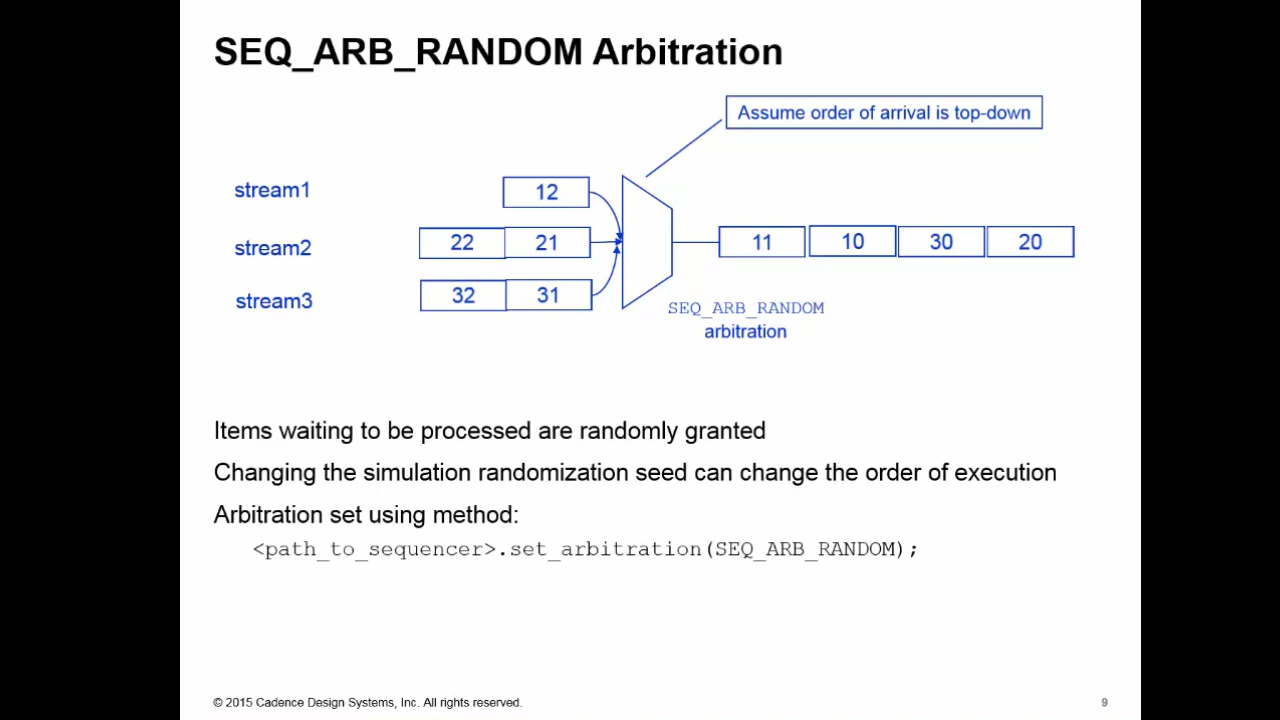 SEQ_ARB_RANDOM Arbitration
Assume order of arrival is top-down
stream1
12
stream2
22 21
11 10 30 20
stream3
32 31
SEQ_ARB_RANDOM
arbitration
Items waiting to be processed are randomly granted
Changing the simulation randomization seed can change the order of execution
Arbitration set using method:
<path_to_sequencer>.set_arbitration(SEQ_ARB_RANDOM);
© 2015 Cadence Design Systems, Inc. All rights reserved.
9